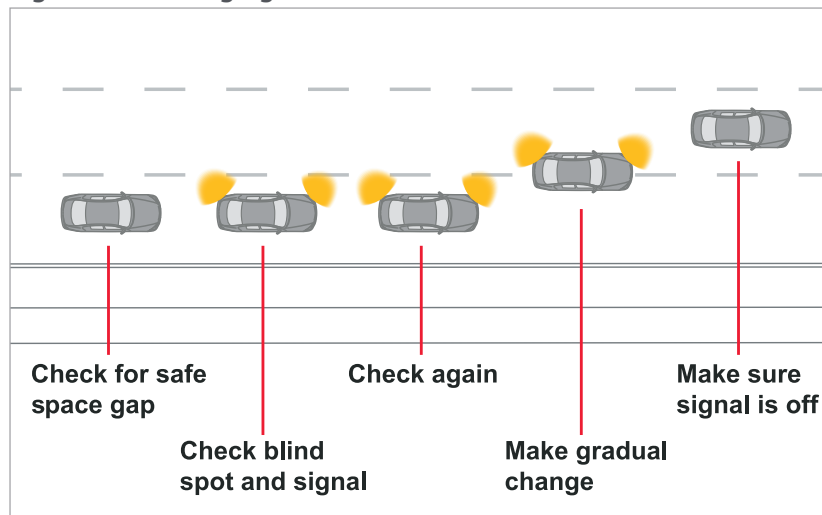 Check for safe
space gap
Check blind
spot and signal
Check again
Make gradual
change
Make sure
signal is off